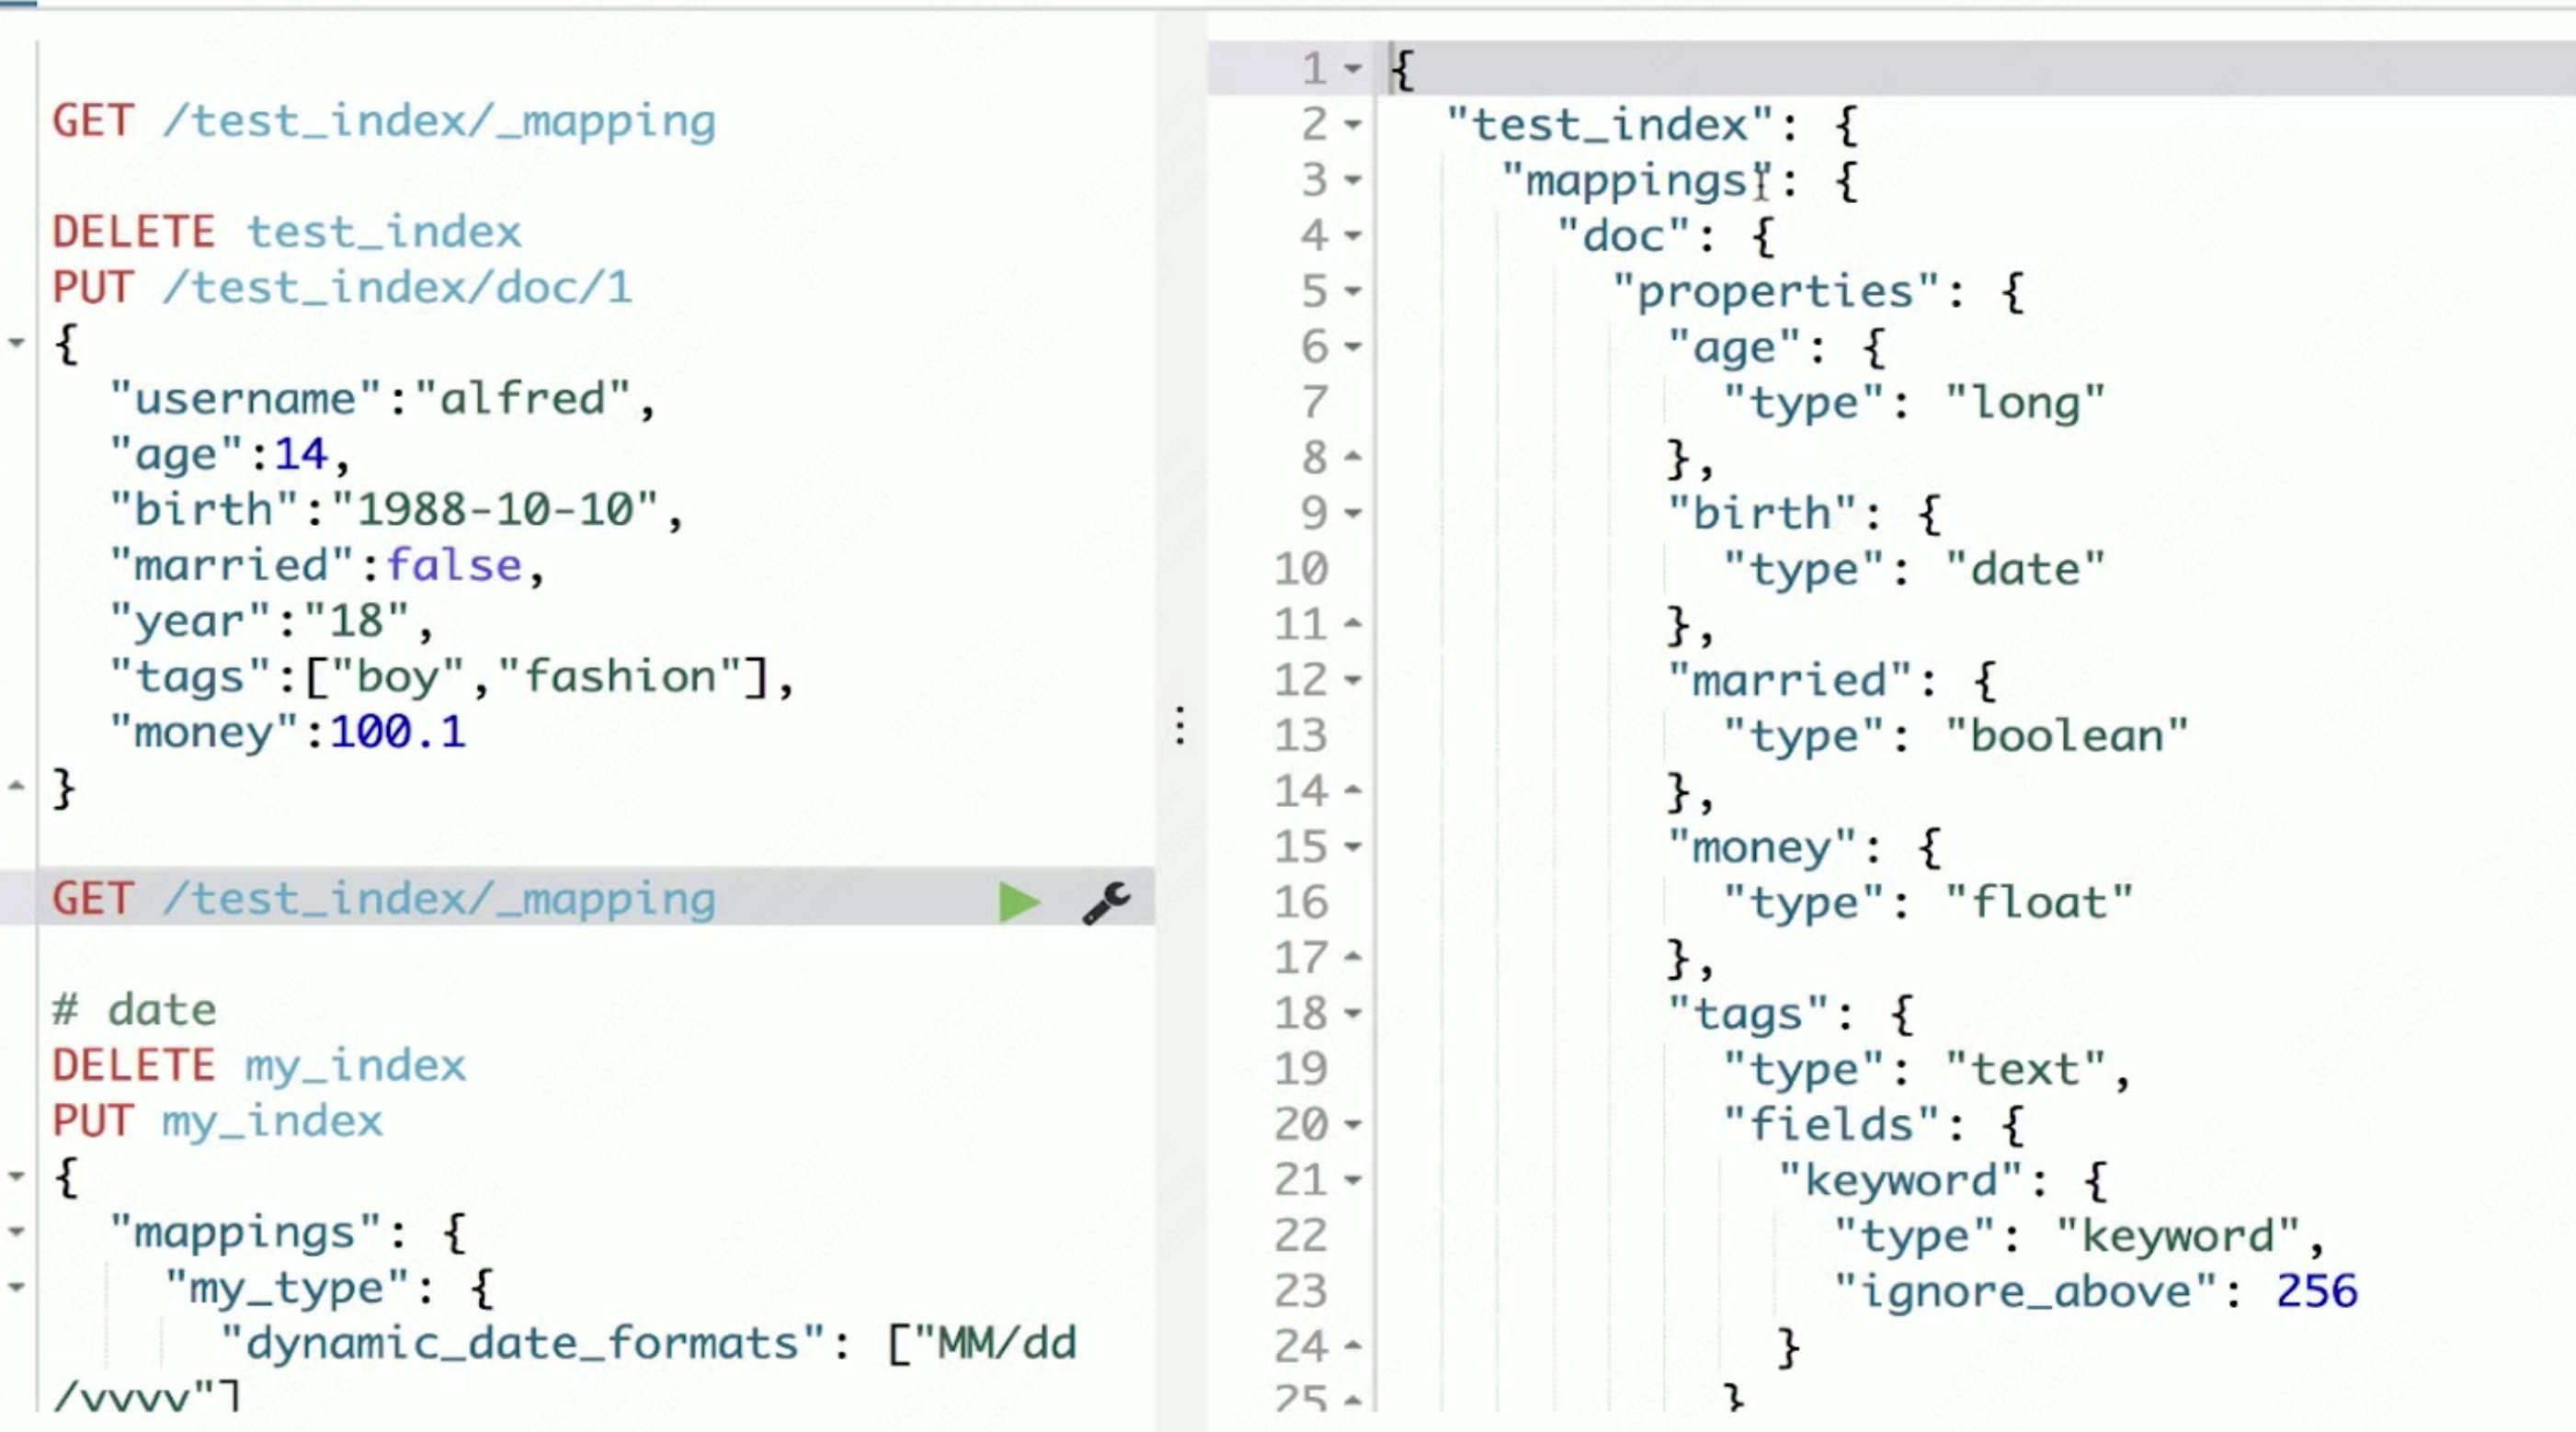 GET /test_index/_mapping
DELETE test_index
PUT /test_index/doc/1
{
"username":"alfred",
"age":14,
"birth":"1988-10-10",
"married":false,
"year":"18",
"tags":["boy","fashion"],
"money":100.1
}
GET /test_index/_mapping
# date
DELETE my_index
PUT my_index
{
"mappings": {
"my_type": {
"dynamic_date_formats": ["MM/dd
/yyyy"]
1 {
2 "test_index": {
3 "mappings": {
4 "doc": {
5 "properties": {
6 "age": {
7 "type": "long"
8 },
9 "birth": {
10 "type": "date"
11 },
12 "married": {
13 "type": "boolean"
14 },
15 "money": {
16 "type": "float"
17 },
18 "tags": {
19 "type": "text",
20 "fields": {
21 "keyword": {
22 "type": "keyword",
23 "ignore_above": 256
24 }
25 }